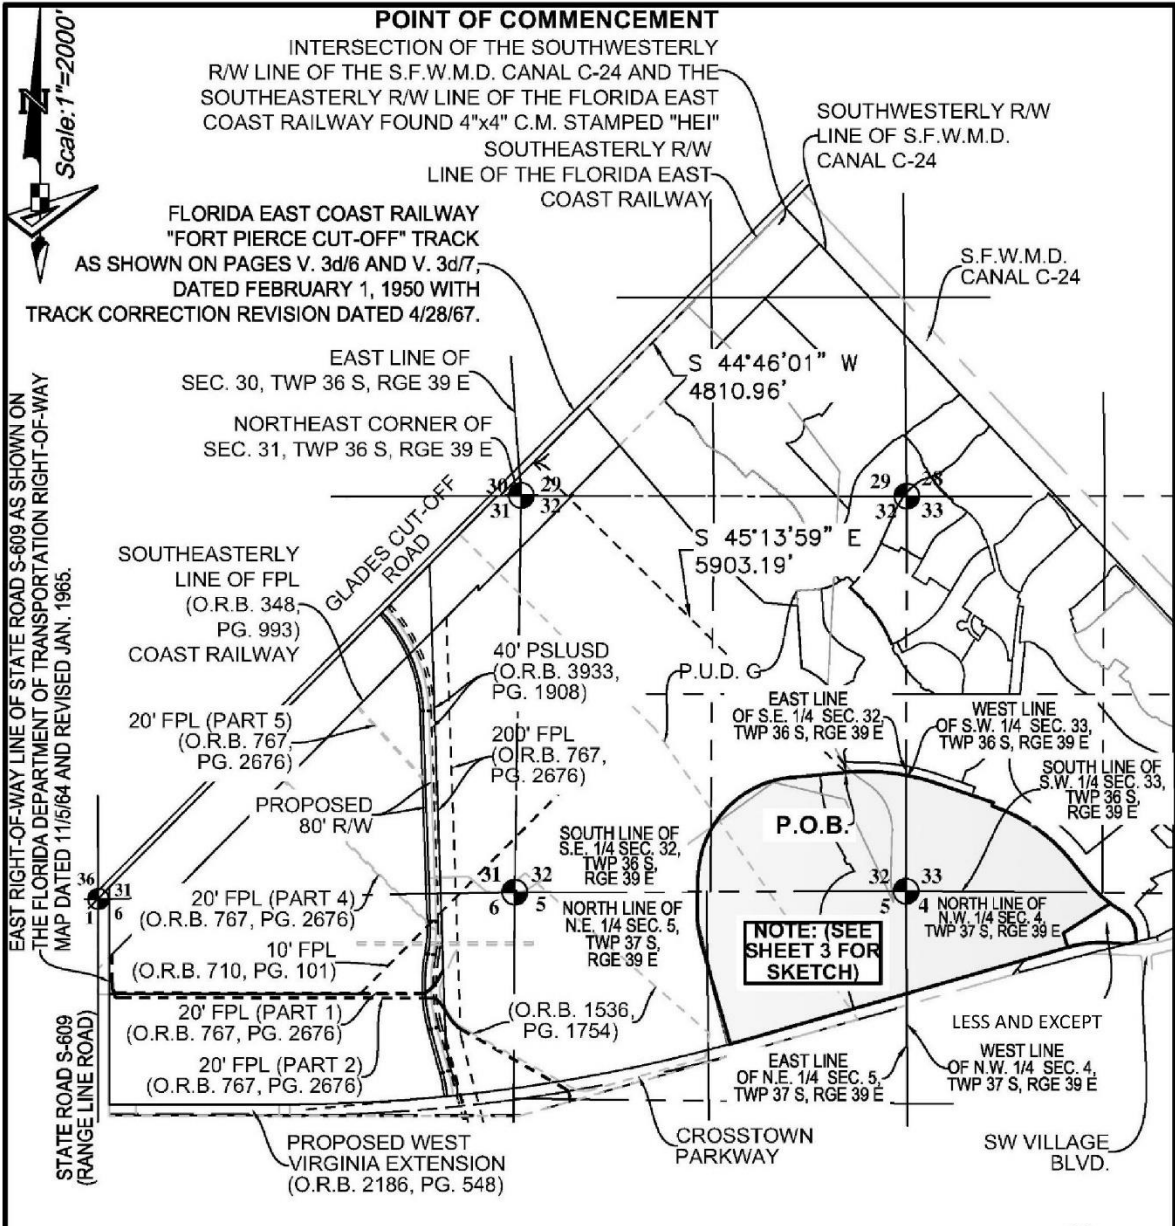 POINT OF COMMENCEMENT
INTERSECTION OF THE SOUTHWESTERLY
R/W LINE OF THE S.F.W.M.D. CANAL C-24 AND THE
SOUTHEASTERLY R/W LINE OF THE FLORIDA EAST
COAST RAILWAY FOUND 4"x4" C.M. STAMPED "HEI"
N
Scale:1"=2000'
SOUTHEASTERLY R/W
LINE OF THE FLORIDA EAST
COAST RAILWAY
SOUTHWESTERLY R/W
LINE OF S.F.W.M.D.
CANAL C-24
FLORIDA EAST COAST RAILWAY
"FORT PIERCE CUT-OFF" TRACK
AS SHOWN ON PAGES V. 3d/6 AND V. 3d/7,
DATED FEBRUARY 1, 1950 WITH
TRACK CORRECTION REVISION DATED 4/28/67.
S.F.W.M.D.
CANAL C-24
EAST LINE OF
SEC. 30, TWP 36 S, RGE 39 E
S 44°46'01" W
4810.96'
NORTHEAST CORNER OF
SEC. 31, TWP 36 S, RGE 39 E
30 29
31 32
29 28
32 33
EAST RIGHT-OF-WAY LINE OF STATE ROAD S-609 AS SHOWN ON
THE FLORIDA DEPARTMENT OF TRANSPORTATION RIGHT-OF-WAY
MAP DATED 11/5/64 AND REVISED JAN. 1965.
GLADES CUT-OFF
ROAD
S 45°13'59" E
5903.19'
SOUTHEASTERLY
LINE OF FPL
(O.R.B. 348,
PG. 993)
COAST RAILWAY
40' PSLUSD
(O.R.B. 3933,
PG. 1908)
P.U.D. G
20' FPL (PART 5)
(O.R.B. 767,
PG. 2676)
200' FPL
(O.R.B. 767,
PG. 2676)
EAST LINE
OF S.E. 1/4 SEC. 32,
TWP 36 S, RGE 39 E
WEST LINE
OF S.W. 1/4 SEC. 33,
TWP 36 S, RGE 39 E
SOUTH LINE OF
S.W. 1/4 SEC. 33,
TWP 36 S,
RGE 39 E
PROPOSED
80' R/W
P.O.B.
SOUTH LINE OF
S.E. 1/4 SEC. 32,
TWP 36 S,
RGE 39 E
36 31
1 6
31 32
6 5
32 33
5 4
20' FPL (PART 4)
(O.R.B. 767, PG. 2676)
NORTH LINE OF
N.E. 1/4 SEC. 5,
TWP 37 S,
RGE 39 E
NORTH LINE OF
N.W. 1/4 SEC. 4,
TWP 37 S, RGE 39 E
NOTE: (SEE
SHEET 3 FOR
SKETCH)
10' FPL
(O.R.B. 710, PG. 101)
20' FPL (PART 1)
(O.R.B. 767, PG. 2676)
(O.R.B. 1536,
PG. 1754)
LESS AND EXCEPT
20' FPL (PART 2)
(O.R.B. 767, PG. 2676)
EAST LINE
OF N.E. 1/4 SEC. 5,
TWP 37 S, RGE 39 E
WEST LINE
OF N.W. 1/4 SEC. 4,
TWP 37 S, RGE 39 E
STATE ROAD S-609
(RANGE LINE ROAD)
PROPOSED WEST
VIRGINIA EXTENSION
(O.R.B. 2186, PG. 548)
CROSSTOWN
PARKWAY
SW VILLAGE
BLVD.